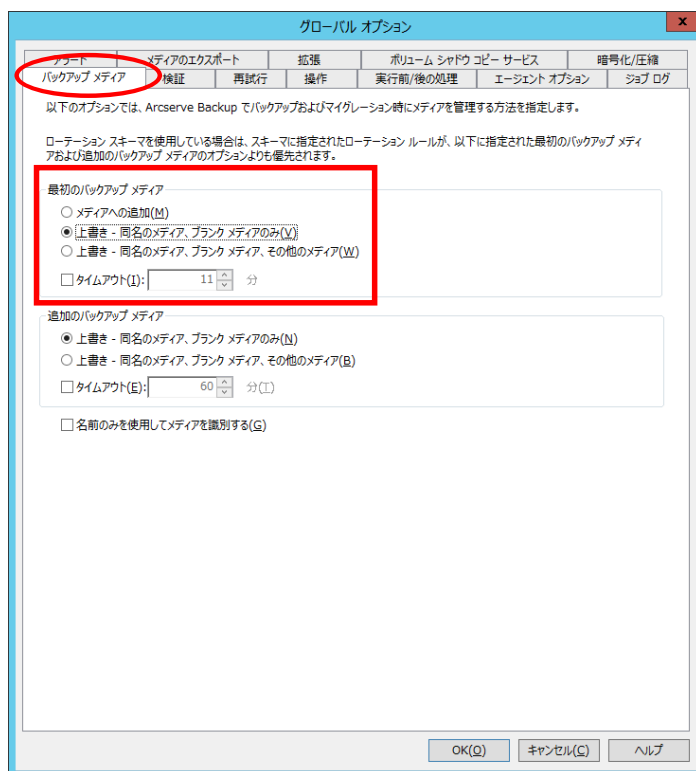 グローバル オプション
x
アラート メディアのエクスポート 拡張 ボリューム シャドウ コピー サービス 暗号化/圧縮
バックアップ メディア 検証 再試行 操作 実行前/後の処理 エージェント オプション ジョブ ログ
以下のオプションでは、Arcserve Backup でバックアップおよびマイグレーション時にメディアを管理する方法を指定します。
ローテーション スキーマを使用している場合は、スキーマに指定されたローテーション ルールが、以下に指定された最初のバックアップ メディ
アおよび追加のバックアップ メディアのオプションよりも優先されます。
最初のバックアップ メディア
メディアへの追加(M)
上書き - 同名のメディア、ブランク メディアのみ(V)
上書き - 同名のメディア、ブランク メディア、その他のメディア(W)
タイムアウト(I): 11 分
追加のバックアップ メディア
上書き - 同名のメディア、ブランク メディアのみ(N)
上書き - 同名のメディア、ブランク メディア、その他のメディア(B)
タイムアウト(E): 60 分(T)
名前のみを使用してメディアを識別する(G)
OK(O) キャンセル(C) ヘルプ